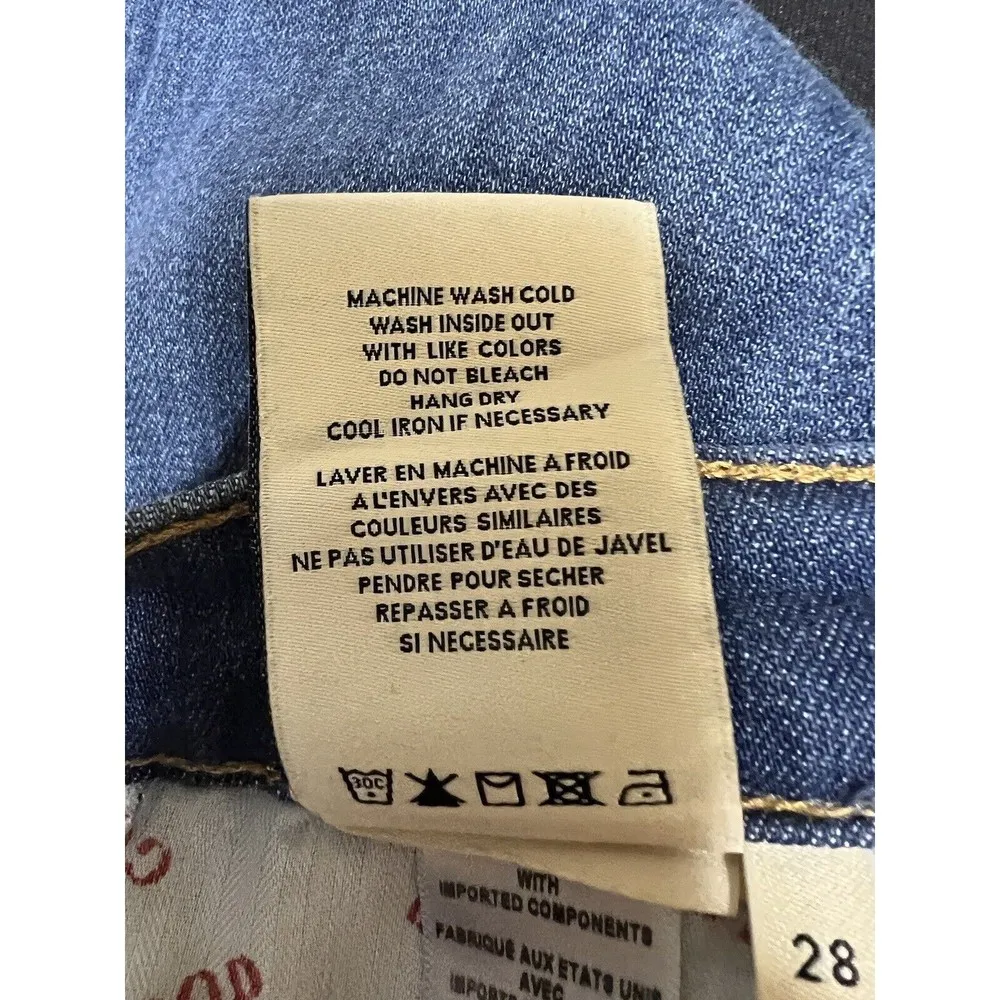 MACHINE WASH COLD
WASH INSIDE OUT
WITH LIKE COLORS
DO NOT BLEACH
HANG DRY
COOL IRON IF NECESSARY
LAVER EN MACHINE A FROID
A L'ENVERS AVEC DES
COULEURS SIMILAIRES
NE PAS UTILISER D'EAU DE JAVEL
PENDRE POUR SECHER
REPASSER A FROID
SI NECESSAIRE
30C
WITH
IMPORTED COMPONENTS
FABRIQUÉ AUX ETATS UNIS
AVEC
28